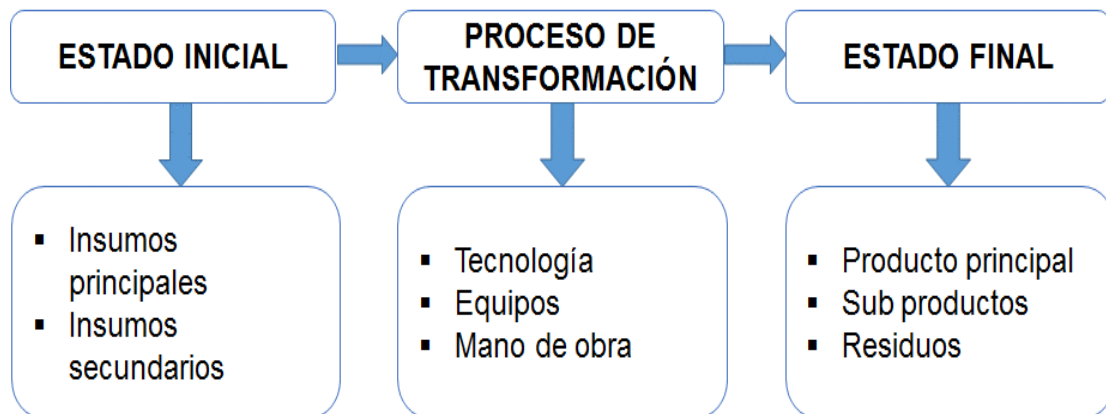 ESTADO INICIAL
PROCESO DE
TRANSFORMACIÓN
ESTADO FINAL
▪ Insumos
principales
▪ Insumos
secundarios
▪ Tecnología
▪ Equipos
▪ Mano de obra
▪ Producto principal
▪ Sub productos
▪ Residuos